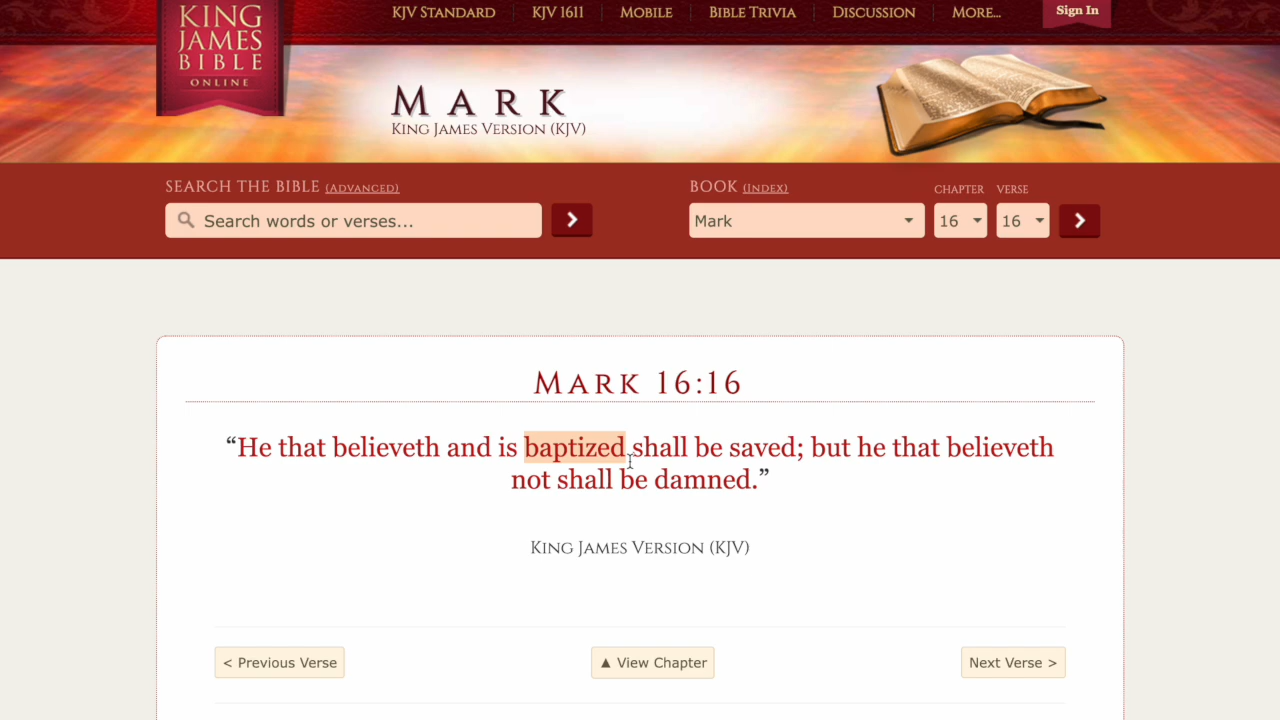 KING
JAMES
BIBLE
ONLINE
KJV STANDARD KJV 1611 MOBILE BIBLE TRIVIA DISCUSSION MORE... Sign In
MARK
KING JAMES VERSION (KJV)
SEARCH THE BIBLE (ADVANCED)
Search words or verses...
BOOK (INDEX) CHAPTER VERSE
Mark 16 16
MARK 16:16
“He that believeth and is baptized shall be saved; but he that believeth
not shall be damned.”
KING JAMES VERSION (KJV)
< Previous Verse ▲ View Chapter Next Verse >